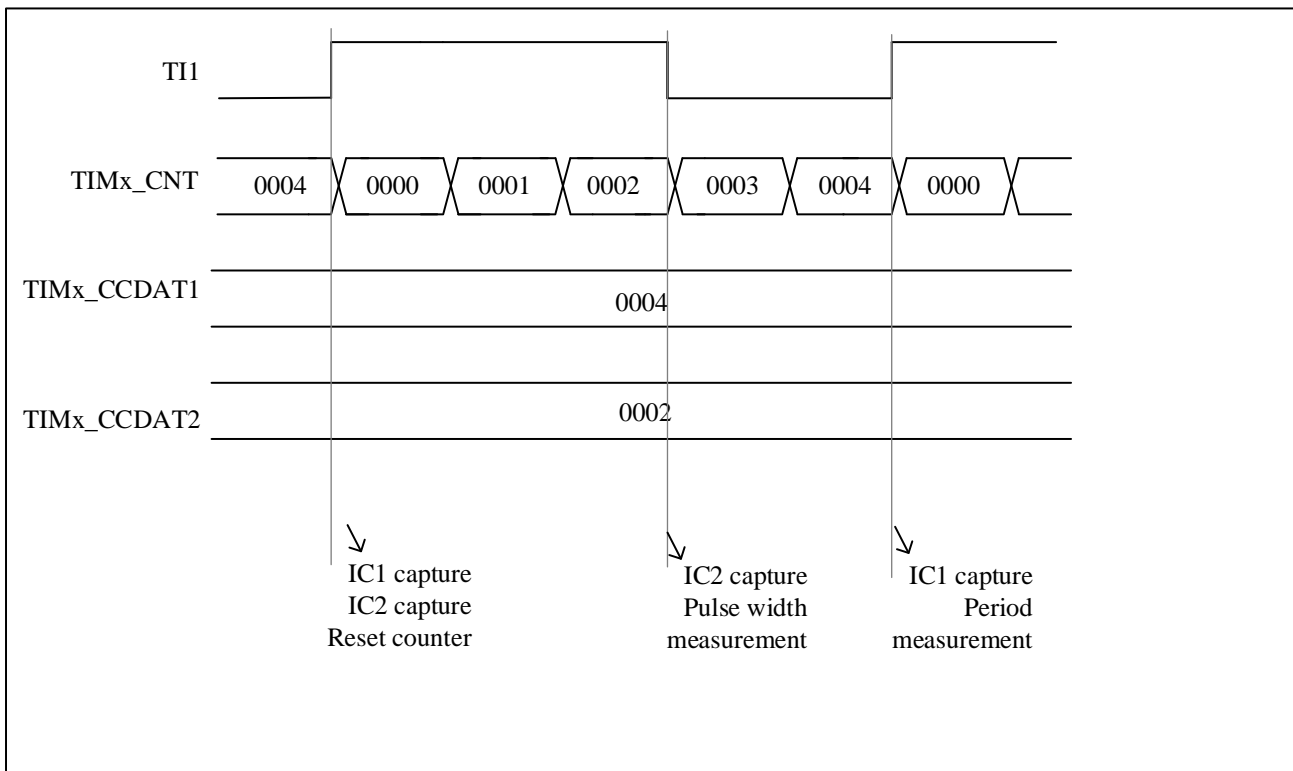 TI1
TIMx_CNT
0004
0000
0001
0002
0003
0004
0000
TIMx_CCDAT1
0004
TIMx_CCDAT2
0002
IC1 capture
IC2 capture
Reset counter
IC2 capture
Pulse width
measurement
IC1 capture
Period
measurement